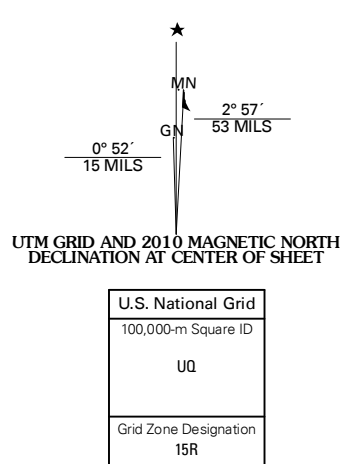 ★
MN
GN
2° 57´
53 MILS
0° 52´
15 MILS
UTM GRID AND 2010 MAGNETIC NORTH
DECLINATION AT CENTER OF SHEET
U.S. National Grid
100,000-m Square ID
UQ
Grid Zone Designation
15R